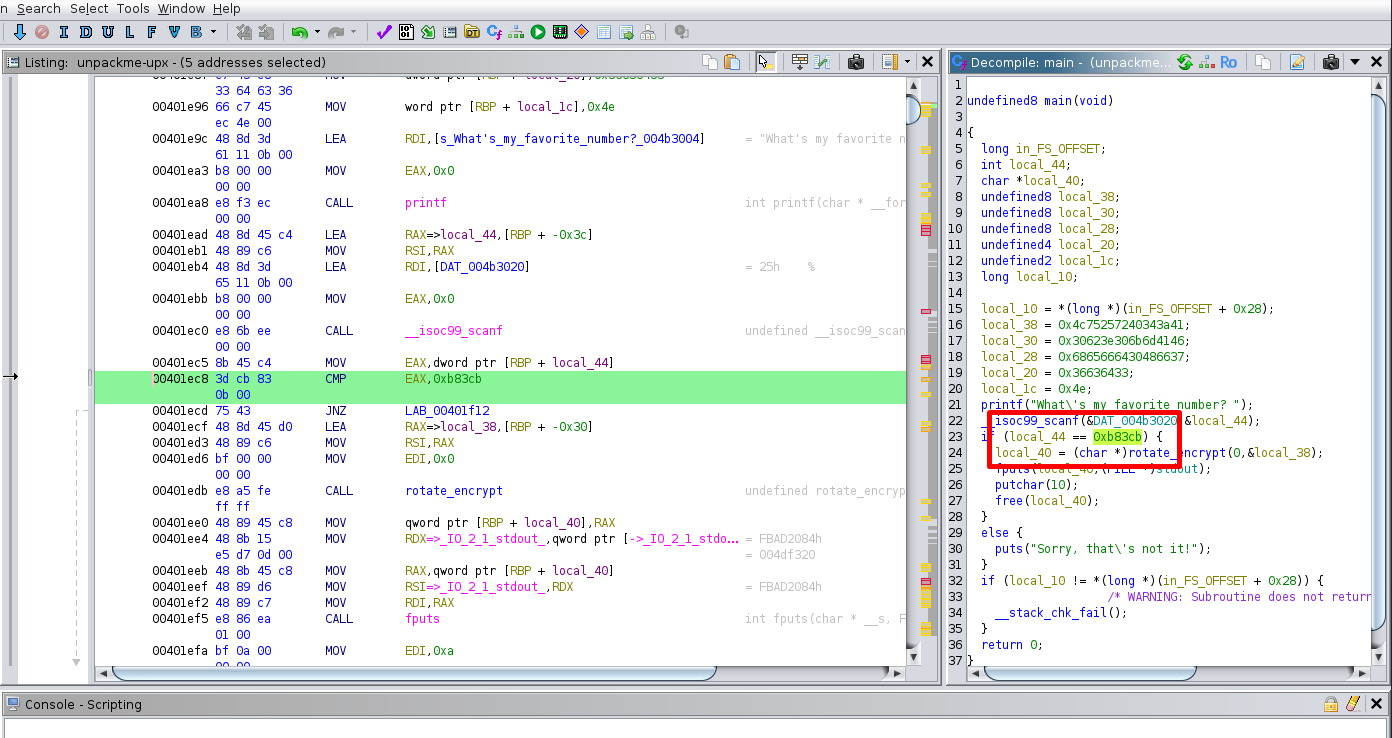 n Search Select Tools Window Help
I D U L F V B
Listing: unpackme-upx - (5 addresses selected)
33 64 63 36
00401e96 66 c7 45 MOV word ptr [RBP + local_1c],0x4e
ec 4e 00
00401e9c 48 8d 3d LEA RDI,[s_What's_my_favorite_number?_004b3004] = "What's my favorite n
61 11 0b 00
00401ea3 b8 00 00 MOV EAX,0x0
00 00
00401ea8 e8 f3 ec CALL printf int printf(char * __for
00 00
00401ead 48 8d 45 c4 LEA RAX=>local_44,[RBP + -0x3c]
00401eb1 48 89 c6 MOV RSI,RAX
00401eb4 48 8d 3d LEA RDI,[DAT_004b3020] = 25h %
65 11 0b 00
00401ebb b8 00 00 MOV EAX,0x0
00 00
00401ec0 e8 6b ee CALL __isoc99_scanf undefined __isoc99_scan
00 00
00401ec5 8b 45 c4 MOV EAX,dword ptr [RBP + local_44]
00401ec8 3d cb 83 CMP EAX,0xb83cb
0b 00
00401ecd 75 43 JNZ LAB_00401f12
00401ecf 48 8d 45 d0 LEA RAX=>local_38,[RBP + -0x30]
00401ed3 48 89 c6 MOV RSI,RAX
00401ed6 bf 00 00 MOV EDI,0x0
00 00
00401edb e8 a5 fe CALL rotate_encrypt undefined rotate_encryp
ff ff
00401ee0 48 89 45 c8 MOV qword ptr [RBP + local_40],RAX
00401ee4 48 8b 15 MOV RDX=>_IO_2_1_stdout_,qword ptr [->_IO_2_1_stdo... = FBAD2084h
e5 d7 0d 00 = 004df320
00401eeb 48 8b 45 c8 MOV RAX,qword ptr [RBP + local_40]
00401eef 48 89 d6 MOV RSI=>_IO_2_1_stdout_,RDX = FBAD2084h
00401ef2 48 89 c7 MOV RDI,RAX
00401ef5 e8 86 ea CALL fputs int fputs(char * __s, F
01 00
00401efa bf 0a 00 MOV EDI,0xa
Decompile: main - (unpackme...
Ro
1
2 undefined8 main(void)
3
4 {
5 long in_FS_OFFSET;
6 int local_44;
7 char *local_40;
8 undefined8 local_38;
9 undefined8 local_30;
10 undefined8 local_28;
11 undefined4 local_20;
12 undefined2 local_1c;
13 long local_10;
14
15 local_10 = *(long *)(in_FS_OFFSET + 0x28);
16 local_38 = 0x4c75257240343a41;
17 local_30 = 0x30623e306b6d4146;
18 local_28 = 0x6865666430486637;
19 local_20 = 0x36636433;
20 local_1c = 0x4e;
21 printf("What\'s my favorite number? ");
22 __isoc99_scanf(&DAT_004b3020,&local_44);
23 if (local_44 == 0xb83cb) {
24 local_40 = (char *)rotate_encrypt(0,&local_38);
25 fputs(local_40,(FILE *)stdout);
26 putchar(10);
27 free(local_40);
28 }
29 else {
30 puts("Sorry, that\'s not it!");
31 }
32 if (local_10 != *(long *)(in_FS_OFFSET + 0x28)) {
33 /* WARNING: Subroutine does not return
34 __stack_chk_fail();
35 }
36 return 0;
37 }
Console - Scripting